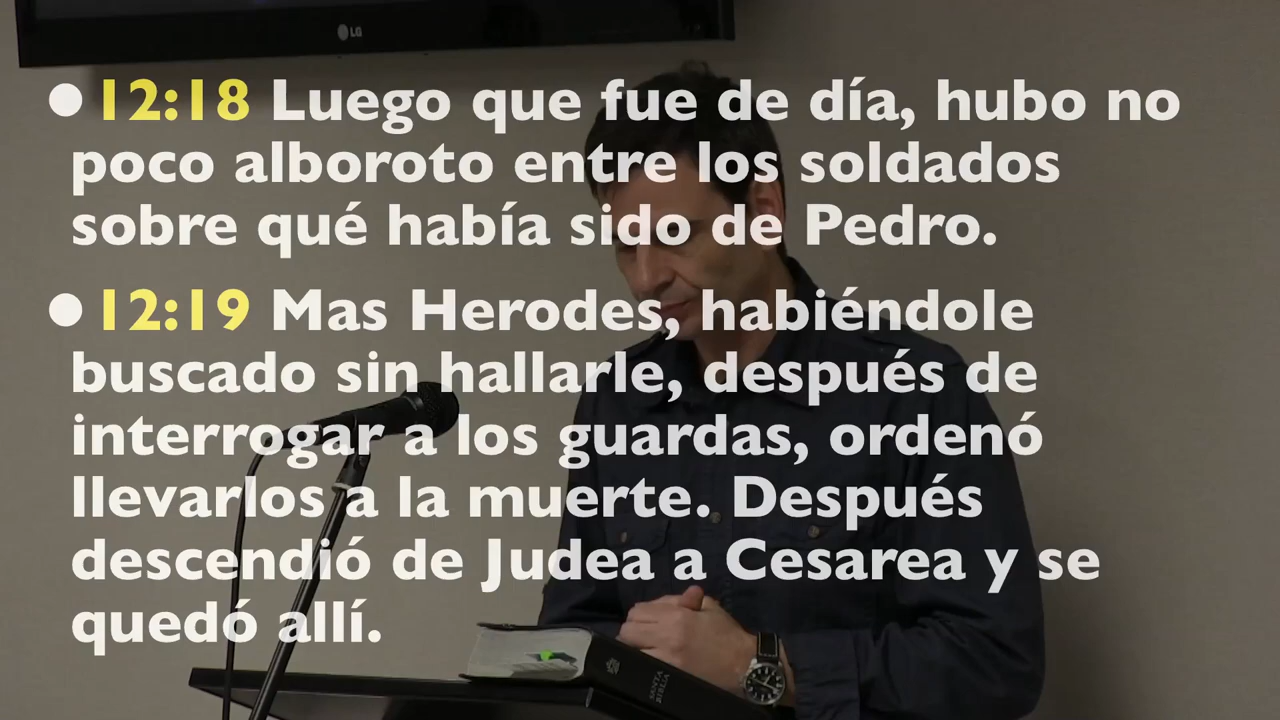 LG
• 12:18 Luego que fue de día, hubo no
poco alboroto entre los soldados
sobre qué había sido de Pedro.
• 12:19 Mas Herodes, habiéndole
buscado sin hallarle, después de
interrogar a los guardas, ordenó
llevarlos a la muerte. Después
descendió de Judea a Cesarea y se
quedó allí.
SANTA
BIBLIA